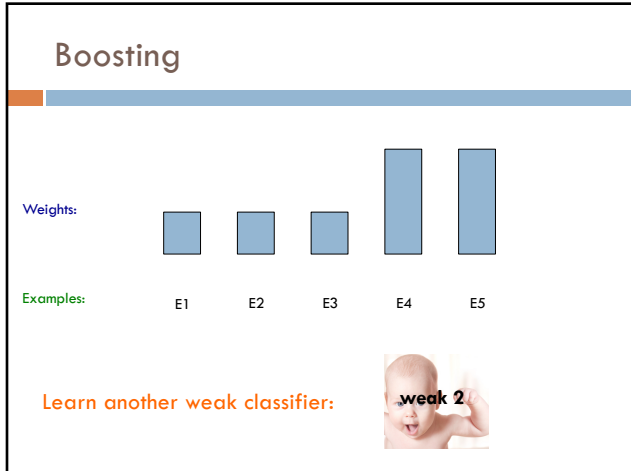 Boosting
Weights:
Examples:
E1 E2 E3 E4 E5
Learn another weak classifier:
weak 2